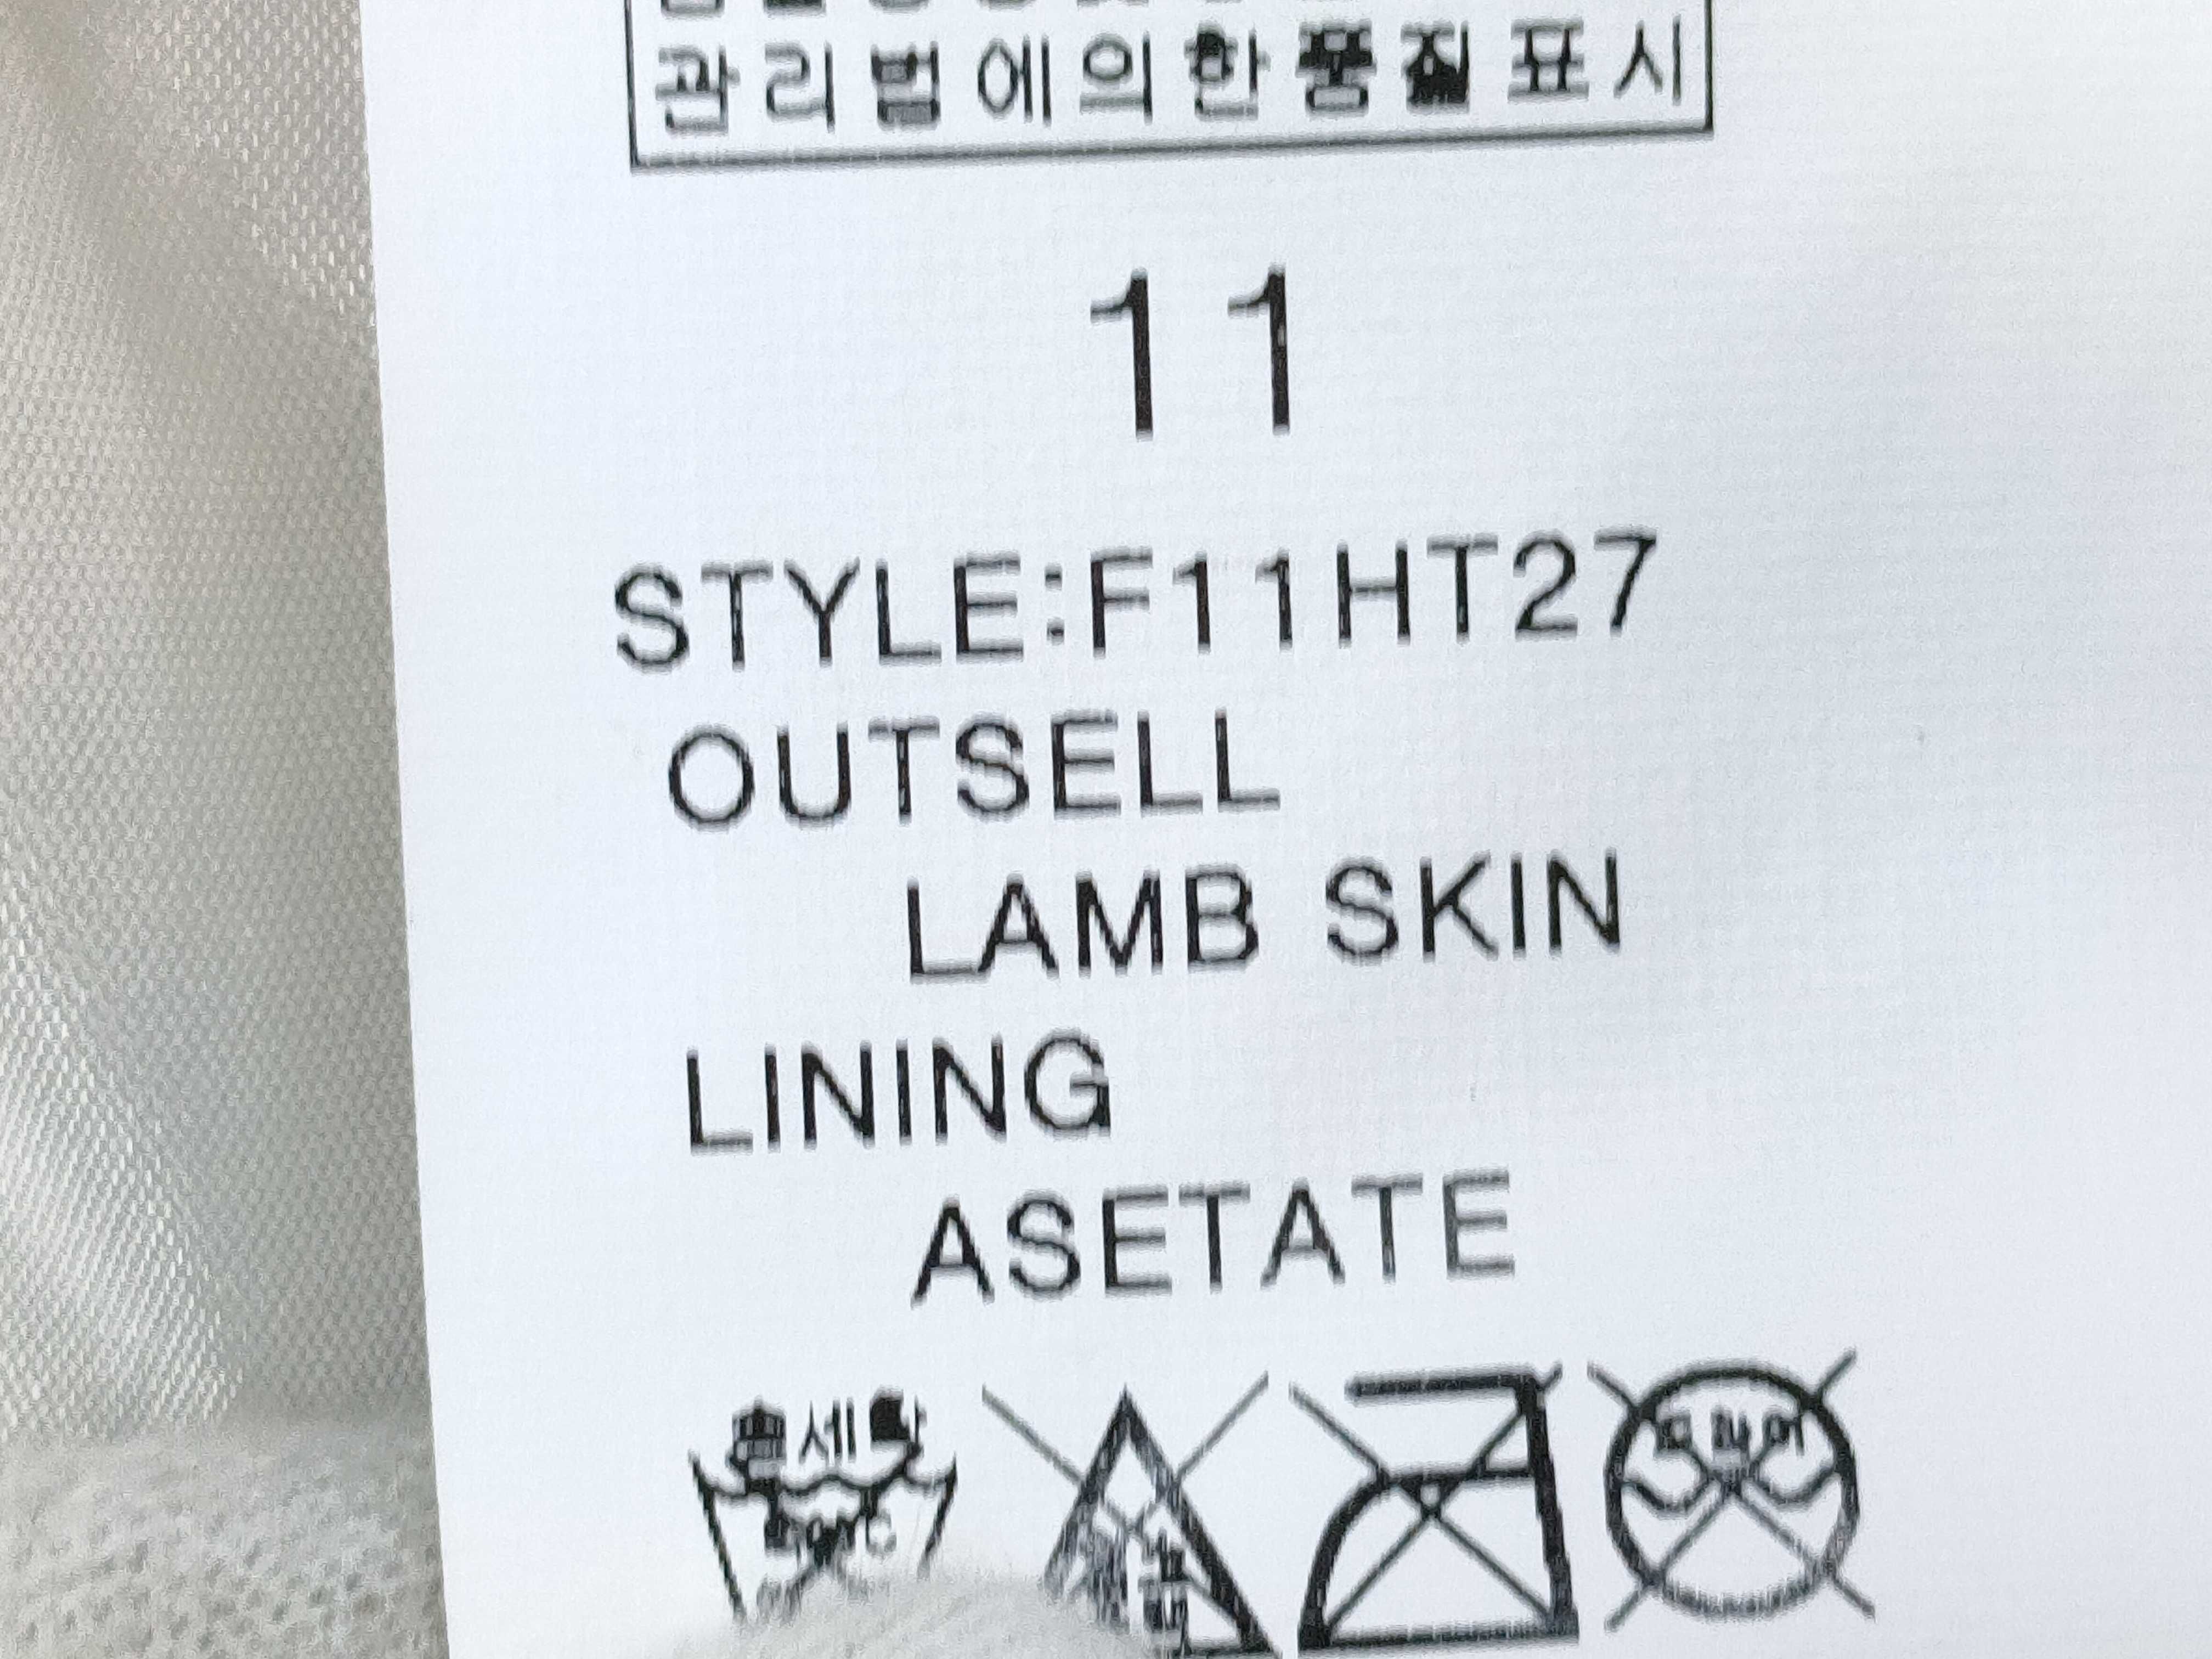 관리법에의한품질표시
11
STYLE:F11HT27
OUTSELL
LAMB SKIN
LINING
ASETATE